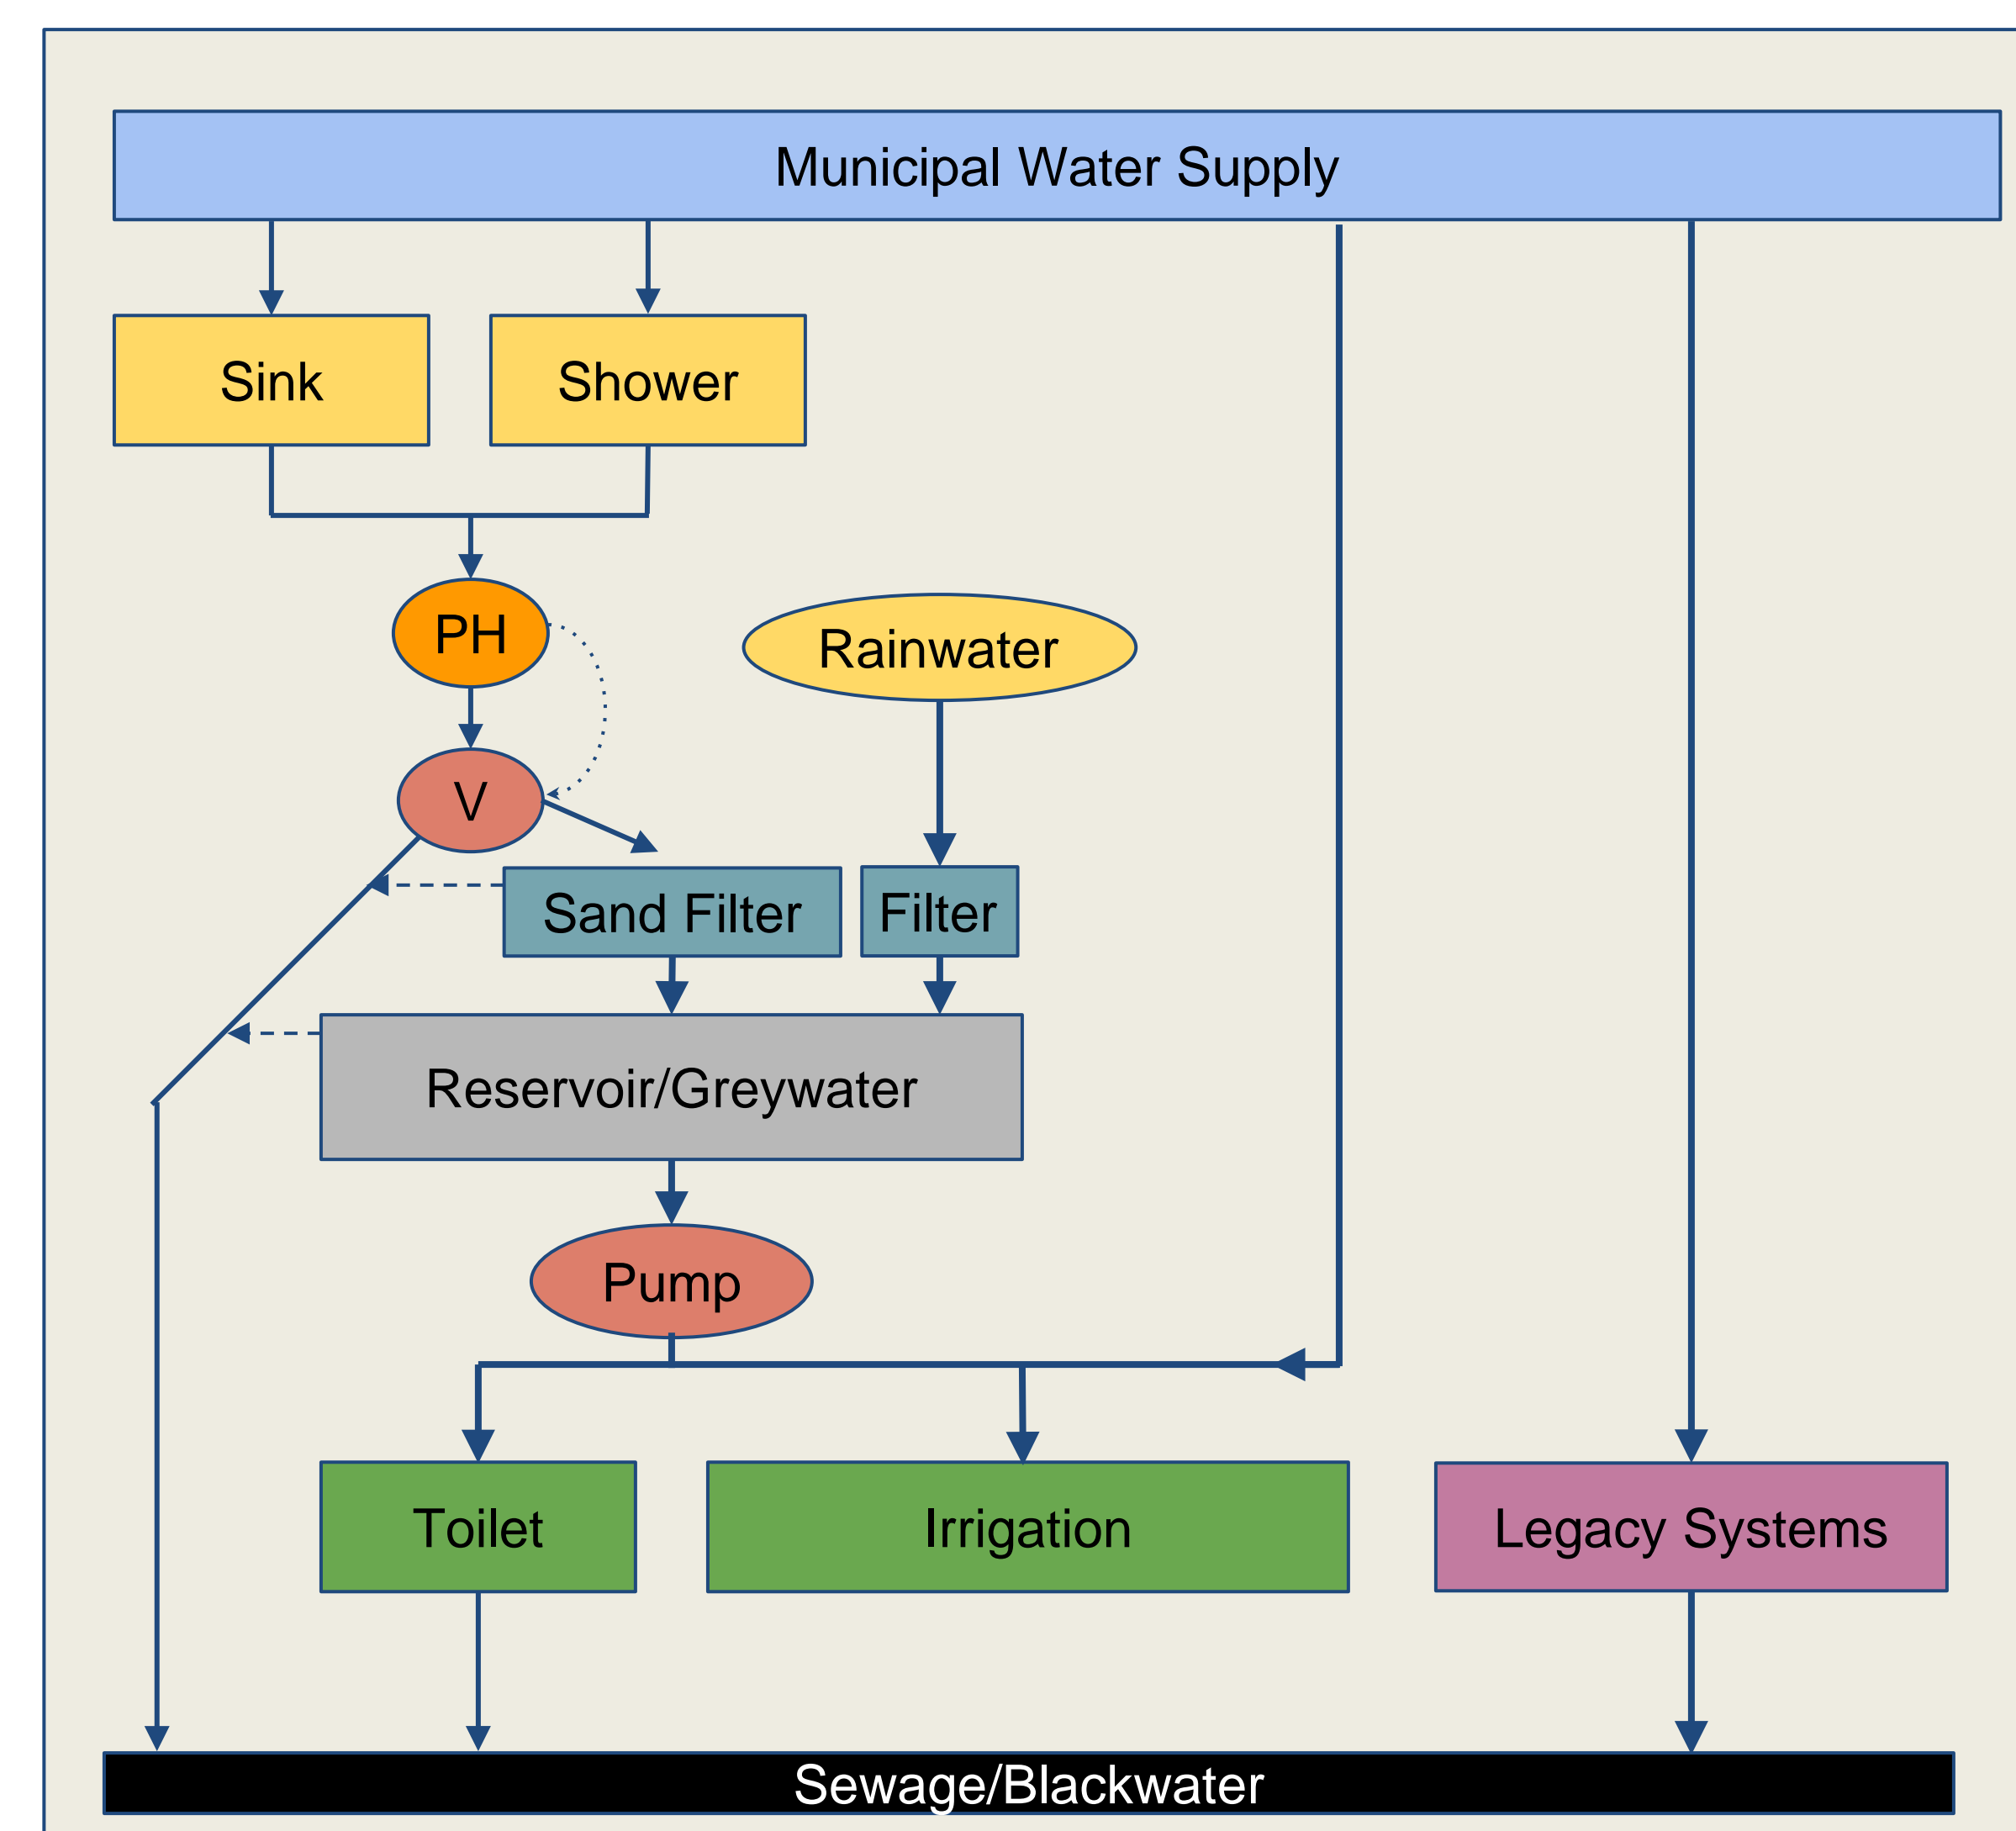 Municipal Water Supply
Sink
Shower
PH
Rainwater
V
Sand Filter
Filter
Reservoir/Greywater
Pump
Toilet
Irrigation
Legacy Systems
Sewage/Blackwater